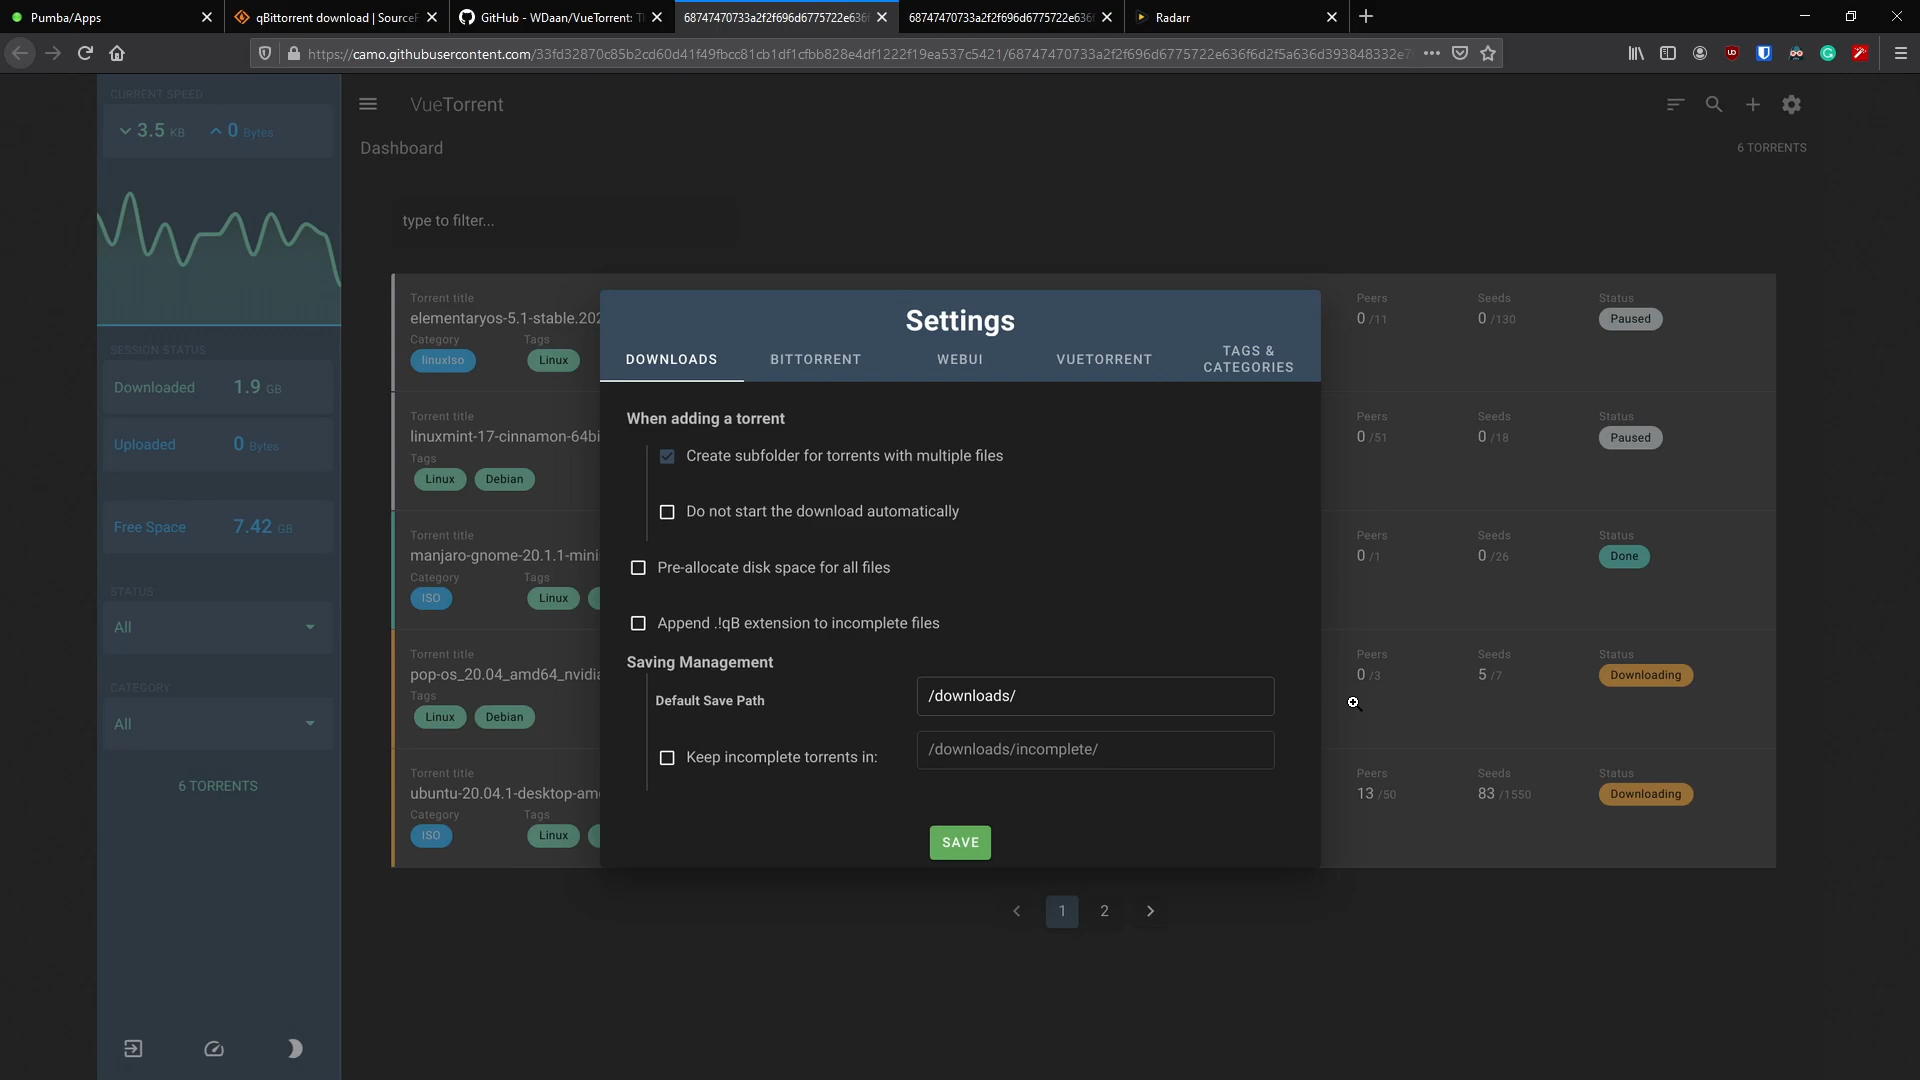 Pumba/Apps
qBittorrent download | SourceF
GitHub - WDaan/VueTorrent: T
68747470733a2f2f696d6775722e636
68747470733a2f2f696d6775722e636
Radarr
https://camo.githubusercontent.com/33fd32870c85b2cd60d41f49fbcc81cb1df1cfbb828e4df1222f19ea537c5421/68747470733a2f2f696d6775722e636f6d2f5a636d393848332e7
CURRENT SPEED
3.5 KB
0 Bytes
VueTorrent
Dashboard
6 TORRENTS
type to filter...
SESSION STATUS
Downloaded 1.9 GB
Uploaded 0 Bytes
Free Space 7.42 GB
STATUS
All
CATEGORY
All
6 TORRENTS
Torrent title
elementaryos-5.1-stable.202
Category Tags
linuxIso Linux
Peers Seeds Status
0 /11 0 /130 Paused
Torrent title
linuxmint-17-cinnamon-64bi
Tags
Linux Debian
Peers Seeds Status
0 /51 0 /18 Paused
Torrent title
manjaro-gnome-20.1.1-mini
Category Tags
ISO Linux
Peers Seeds Status
0 /1 0 /26 Done
Torrent title
pop-os_20.04_amd64_nvidia
Tags
Linux Debian
Peers Seeds Status
0 /3 5 /7 Downloading
Torrent title
ubuntu-20.04.1-desktop-am
Category Tags
ISO Linux
Peers Seeds Status
13 /50 83 /1550 Downloading
Settings
DOWNLOADS
BITTORRENT
WEBUI
VUETORRENT
TAGS &
CATEGORIES
When adding a torrent
Create subfolder for torrents with multiple files
Do not start the download automatically
Pre-allocate disk space for all files
Append .!qB extension to incomplete files
Saving Management
Default Save Path /downloads/
Keep incomplete torrents in: /downloads/incomplete/
SAVE
1 2